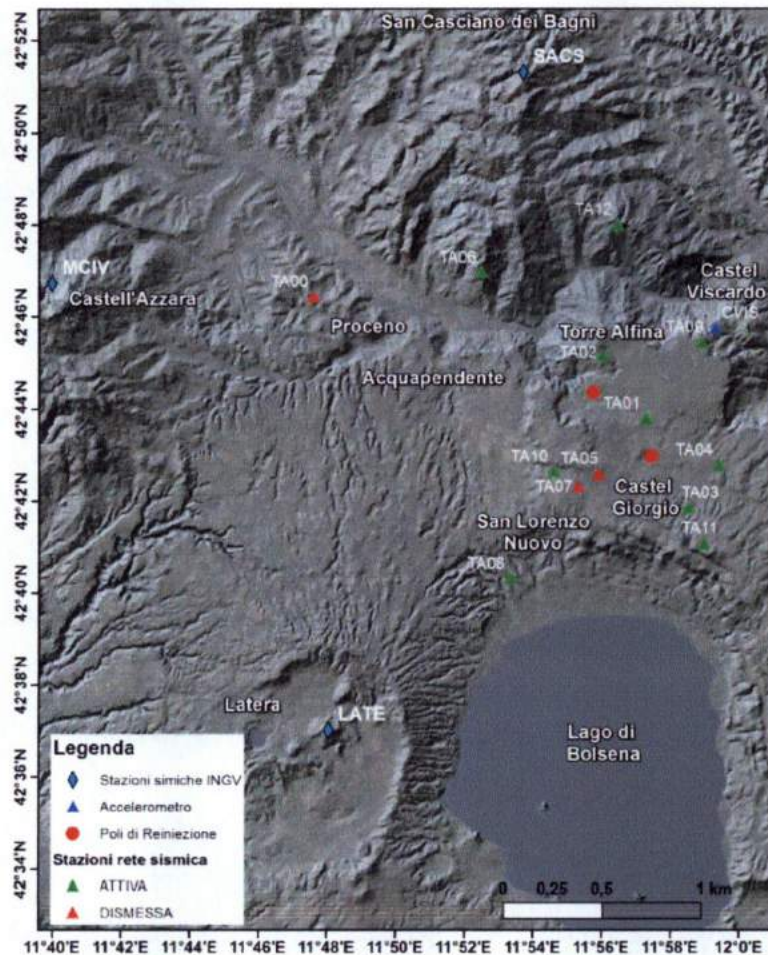 San Casciano dei Bagni
SACS
TA12
MCIV
TA06
Castel
Viscardo
TA00
Castell'Azzara
CVIS
TA09
Proceno
Torre Alfina
TA02
Acquapendente
TA01
TA10
TA05
TA04
TA07
Castel
Giorgio
TA03
San Lorenzo
Nuovo
TA11
TA08
Latera
LATE
Lago di
Bolsena
Legenda
Stazioni simiche INGV
Accelerometro
Poli di Reiniezione
Stazioni rete sismica
ATTIVA
DISMESSA
0 0,25 0,5 1 km
42°52'N
42°50'N
42°48'N
42°46'N
42°44'N
42°42'N
42°40'N
42°38'N
42°36'N
42°34'N
11°40'E 11°42'E 11°44'E 11°46'E 11°48'E 11°50'E 11°52'E 11°54'E 11°56'E 11°58'E 12°0'E